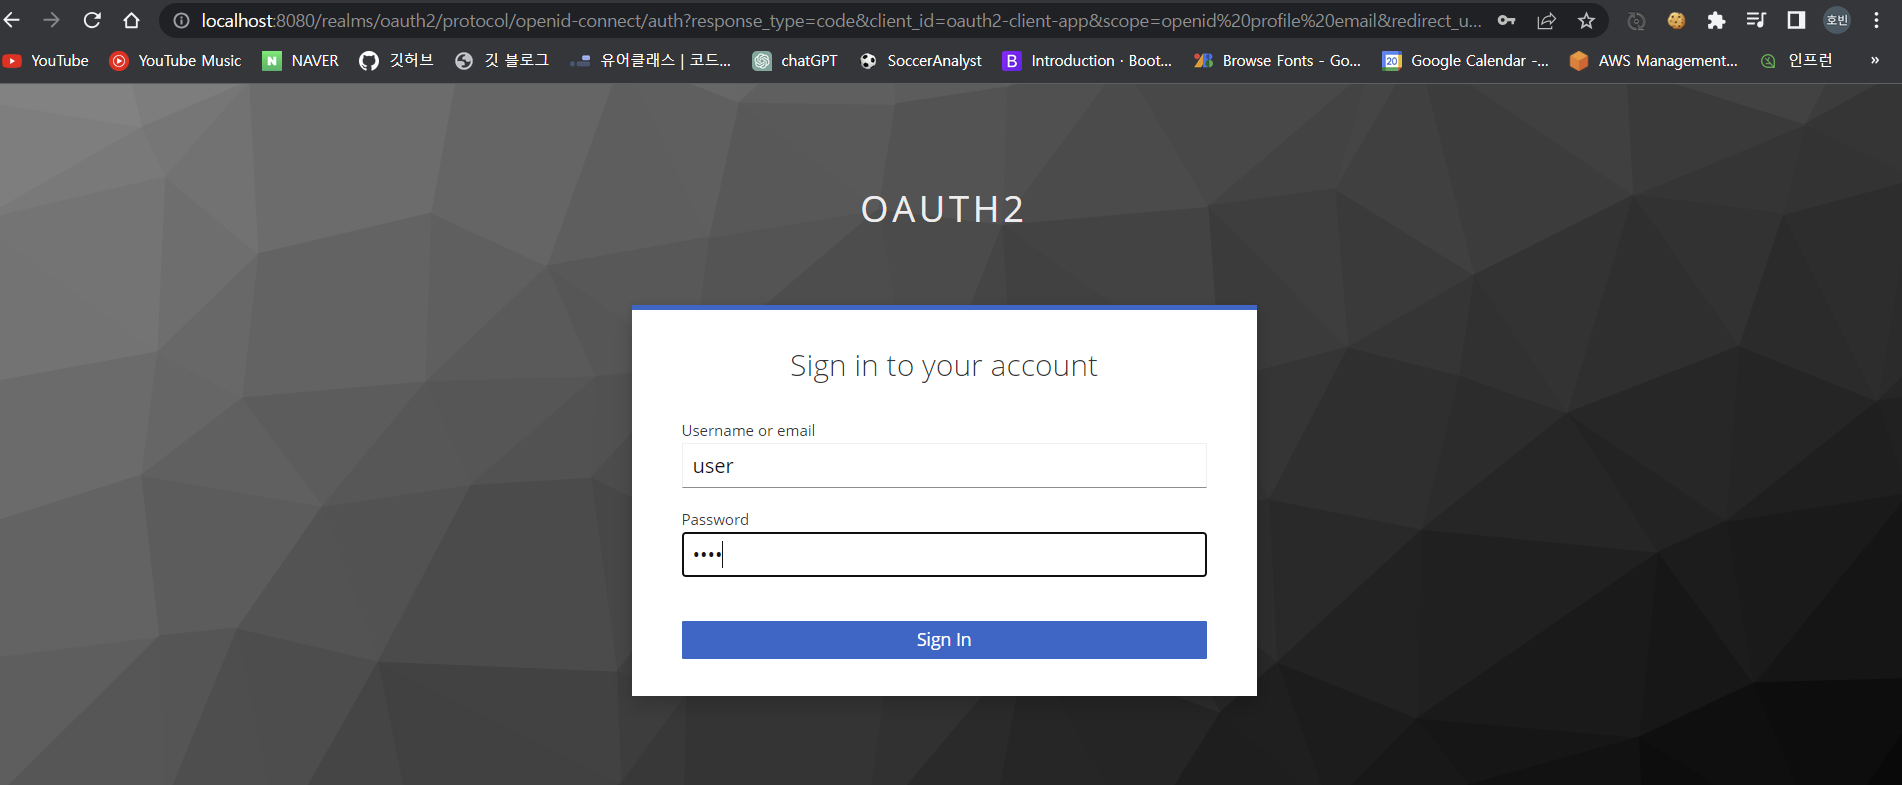 localhost:8080/realms/oauth2/protocol/openid-connect/auth?response_type=code&client_id=oauth2-client-app&scope=openid%20profile%20email&redirect_u...
호빈
YouTube YouTube Music N NAVER 깃허브 깃 블로그 유어클래스 | 코드... chatGPT SoccerAnalyst B Introduction · Boot... Browse Fonts - Go... 20 Google Calendar -... AWS Management... 인프런 »
OAUTH2
Sign in to your account
Username or email
user
Password
••••
Sign In